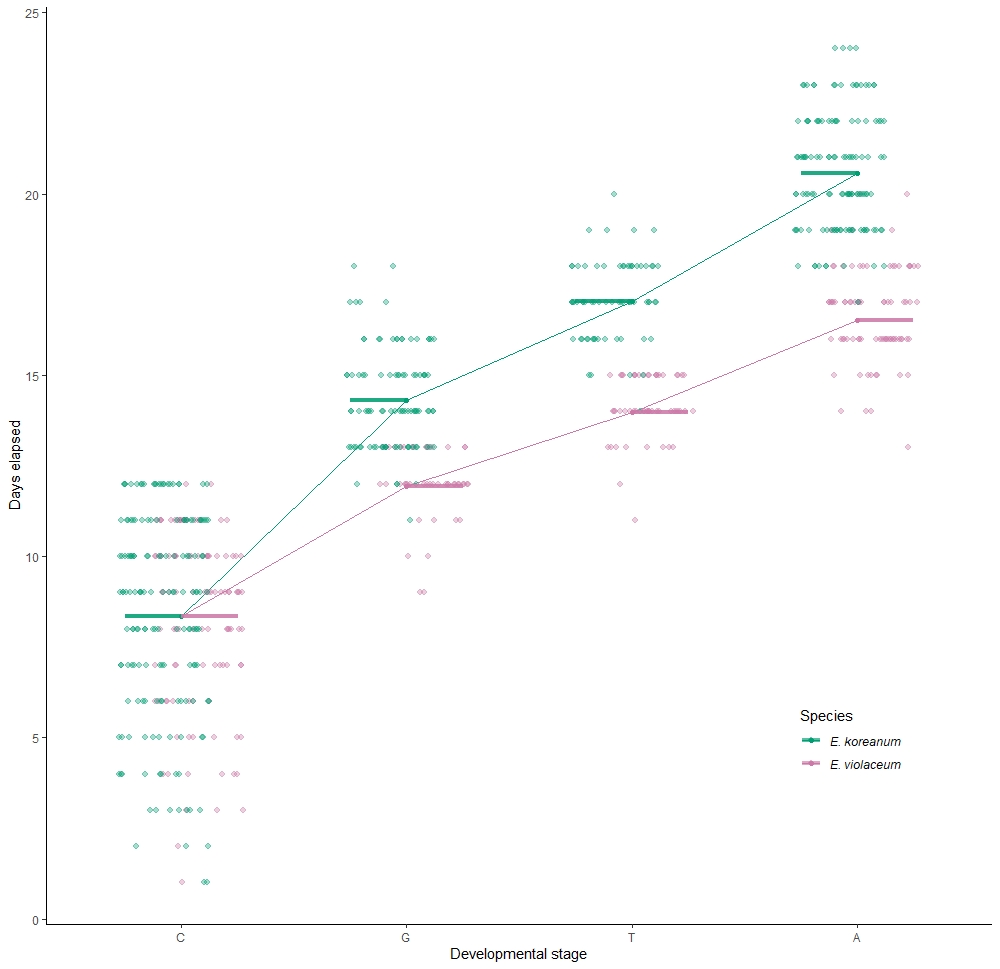 25
20
15
10
5
0
Days elapsed
C G T A
Developmental stage
Species
E. koreanum
E. violaceum